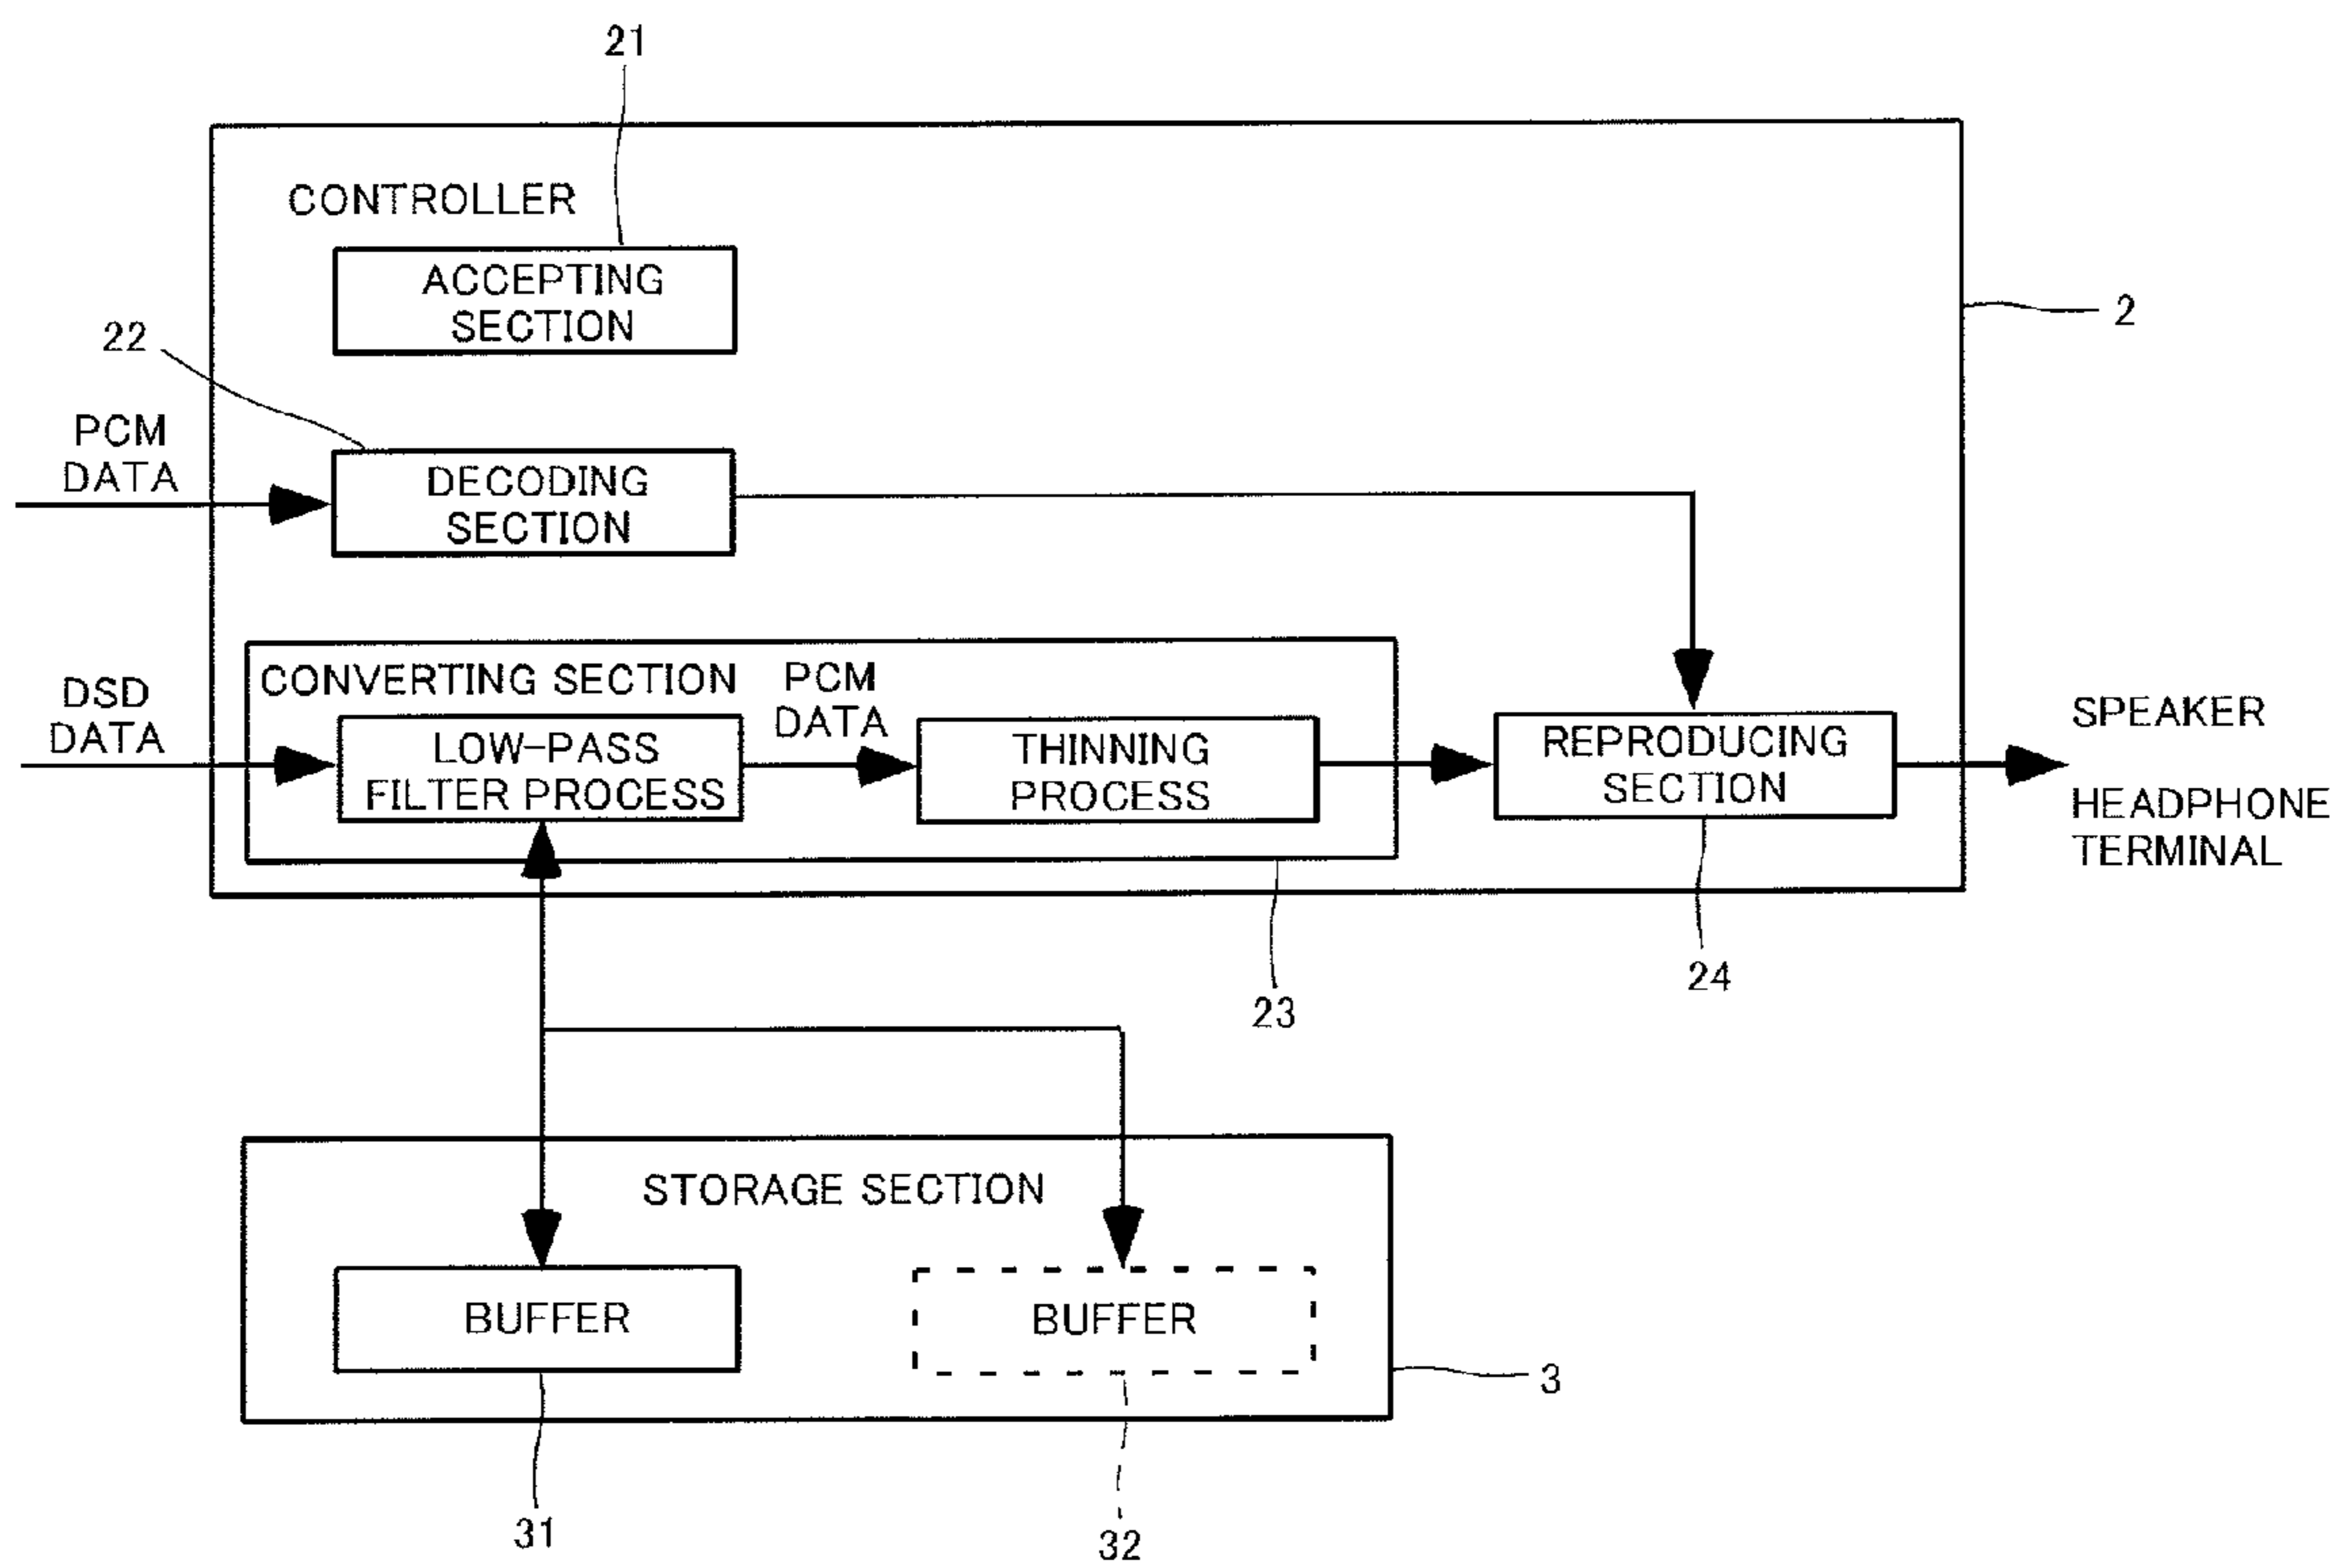 21
CONTROLLER
ACCEPTING
SECTION
2
22
PCM
DATA
DECODING
SECTION
DSD
DATA
CONVERTING SECTION
PCM
DATA
LOW-PASS
FILTER PROCESS
THINNING
PROCESS
REPRODUCING
SECTION
SPEAKER
HEADPHONE
TERMINAL
23
24
STORAGE SECTION
BUFFER
BUFFER
3
31
32